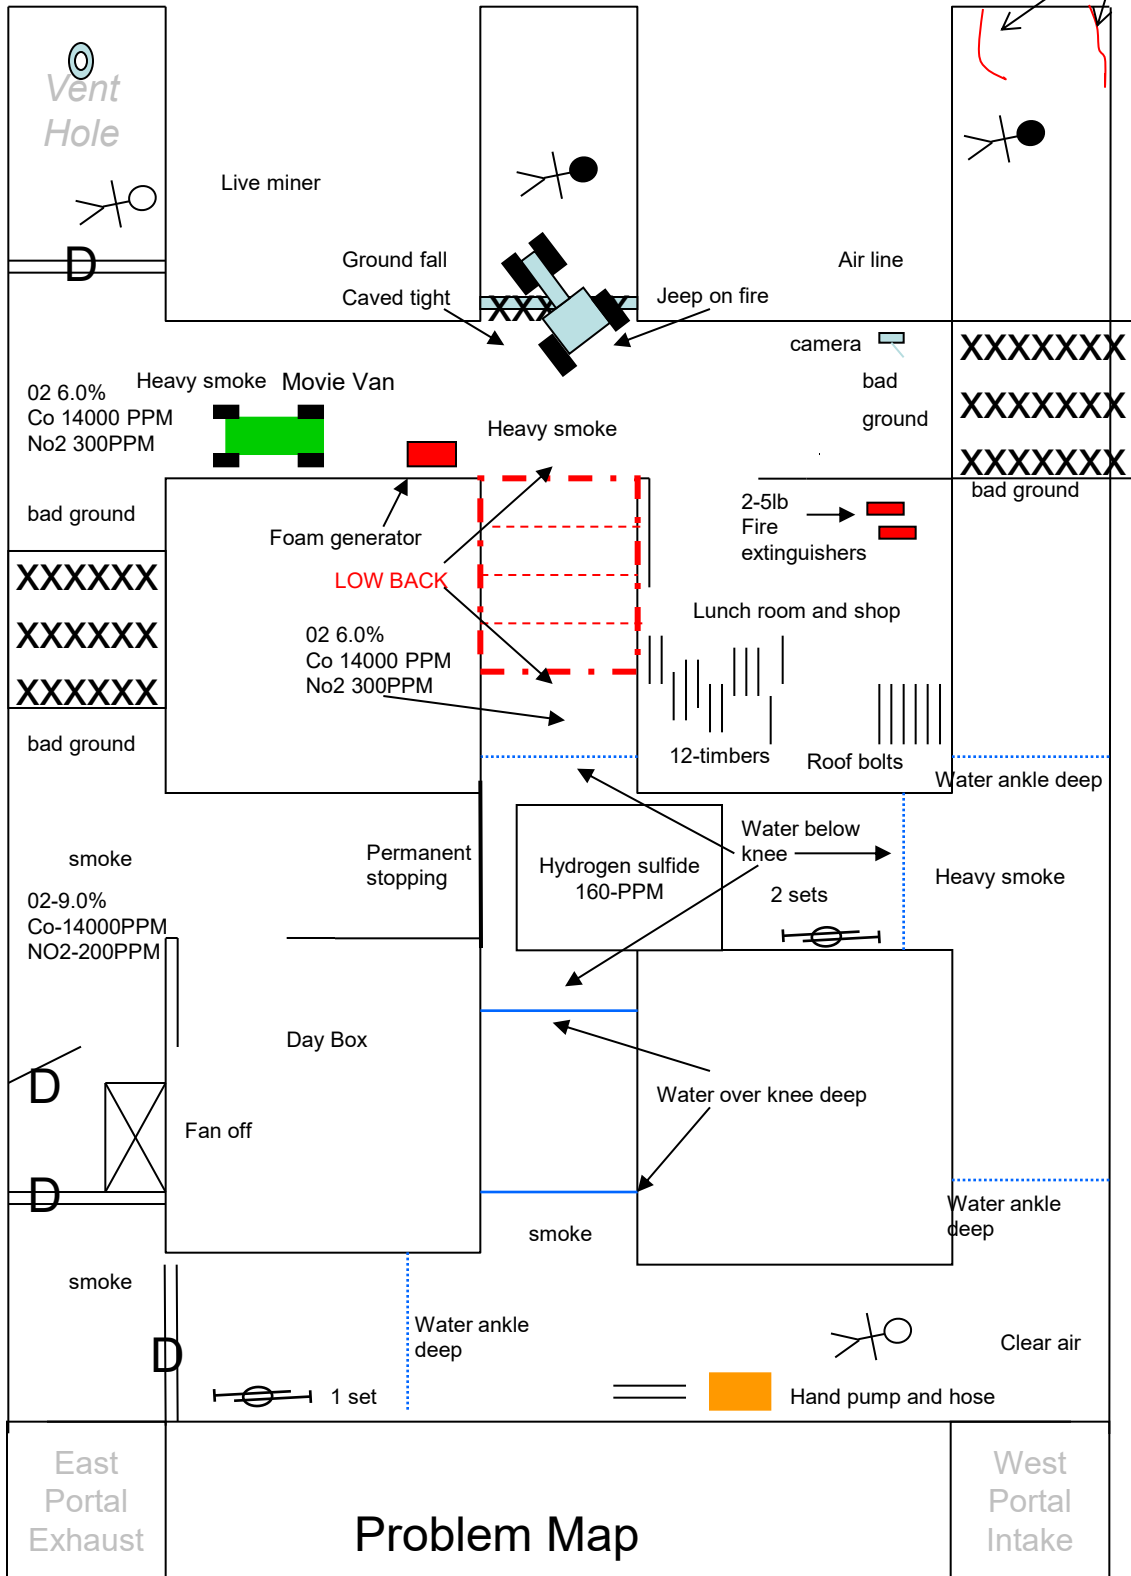 Vent
Hole
Live miner
D
Ground fall
Caved tight
Jeep on fire
Air line
XXX X
camera
bad
ground
XXXXXXX
XXXXXXX
XXXXXXX
bad ground
02 6.0%
Co 14000 PPM
No2 300PPM
Heavy smoke
Movie Van
Heavy smoke
bad ground
Foam generator
2-5lb
Fire
extinguishers
XXXXXX
XXXXXX
XXXXXX
LOW BACK
02 6.0%
Co 14000 PPM
No2 300PPM
Lunch room and shop
bad ground
12-timbers
Roof bolts
Water ankle deep
smoke
Permanent
stopping
Hydrogen sulfide
160-PPM
Water below
knee
2 sets
Heavy smoke
02-9.0%
Co-14000PPM
NO2-200PPM
Day Box
D
Fan off
Water over knee deep
D
Water ankle
deep
smoke
smoke
Water ankle
deep
D
1 set
Clear air
Hand pump and hose
East
Portal
Exhaust
Problem Map
West
Portal
Intake